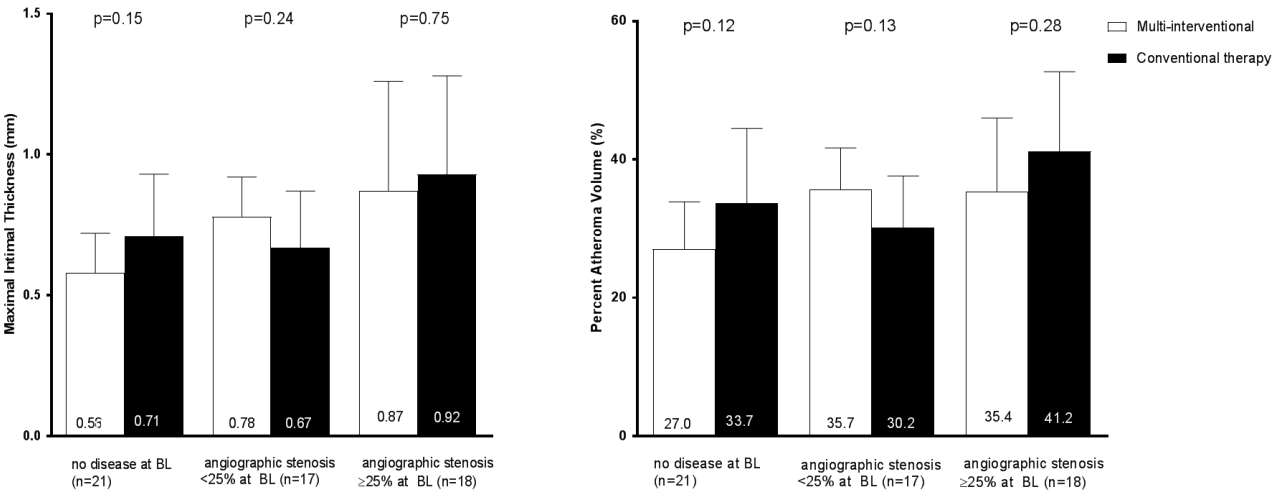 1.5
p=0.15
p=0.24
p=0.75
Maximal Intimal Thickness (mm)
1.0
0.5
0.0
0.71
0.78
0.67
0.87
0.92
no disease at BL
(n=21)
angiographic stenosis
<25% at BL (n=17)
angiographic stenosis
≥25% at BL (n=18)
60
p=0.12
p=0.13
p=0.28
Percent Atheroma Volume (%)
40
20
0
27.0
33.7
35.7
30.2
35.4
41.2
no disease at BL
(n=21)
angiographic stenosis
<25% at BL (n=17)
angiographic stenosis
≥25% at BL (n=18)
Multi-interventional
Conventional therapy